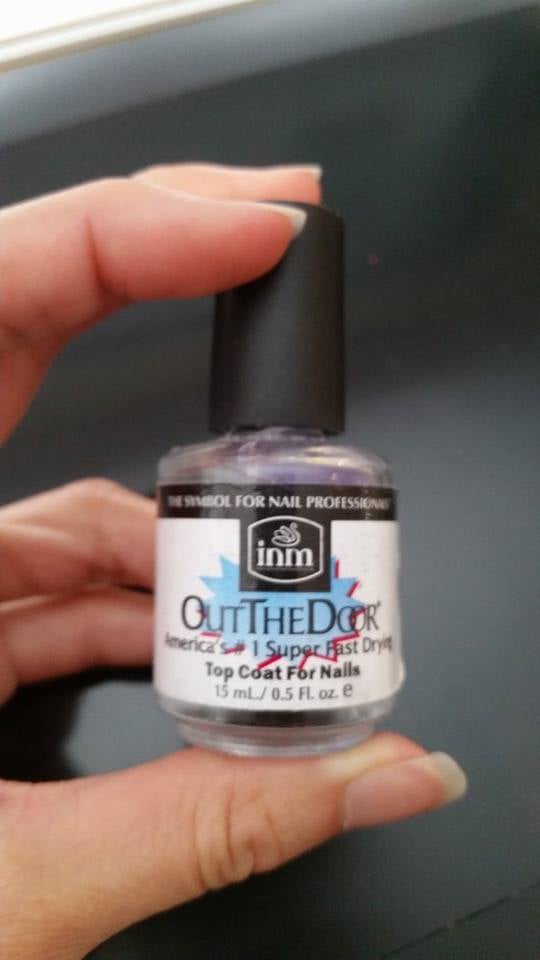 THE SYMBOL FOR NAIL PROFESSIONALS
inm
OUTTHEDOOR®
America's # 1 Super Fast Drying
Top Coat For Nails
15 mL./ 0.5 Fl. oz. e